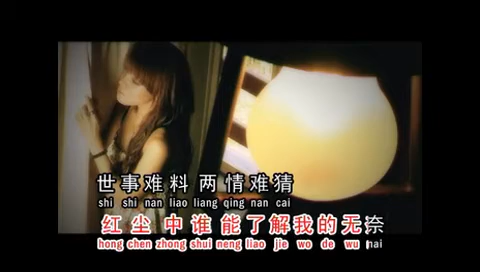 世事难料 两情难猜
shi shi nan liao liang qing nan cai
红尘中谁能了解我的无奈
hong chen zhong shui neng liao jie wo de wu nai